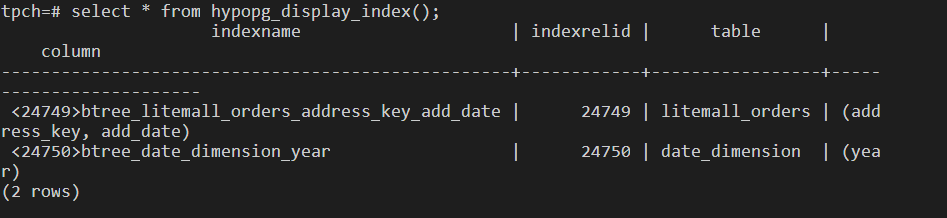 tpch=# select * from hypopg_display_index();
                     indexname                     | indexrelid |      table      |
    column
---------------------------------------------------+------------+-----------------+-----
--------------------
 <24749>btree_litemall_orders_address_key_add_date |      24749 | litemall_orders | (add
ress_key, add_date)
 <24750>btree_date_dimension_year                  |      24750 | date_dimension  | (yea
r)
(2 rows)